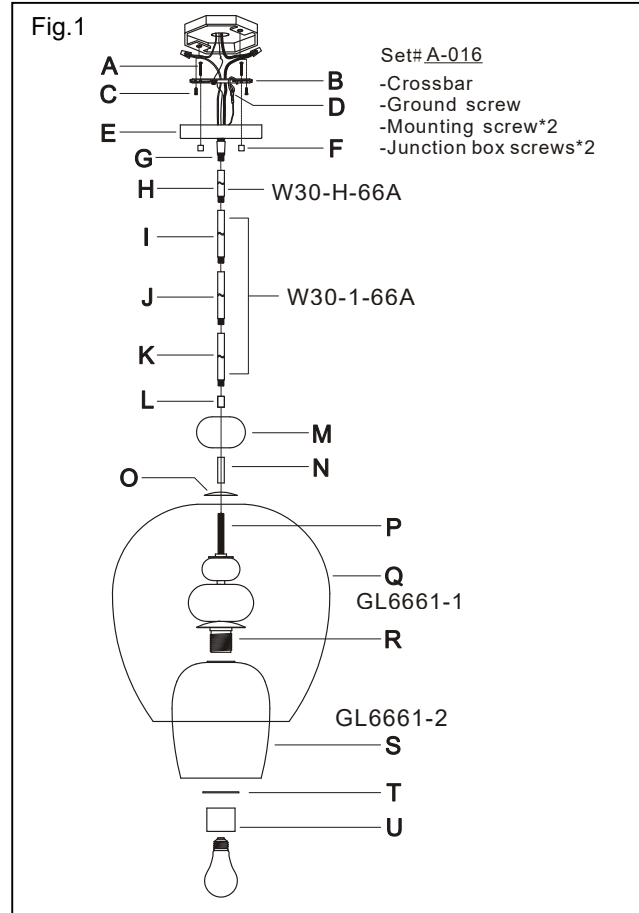 Fig.1
Set# A-016
-Crossbar
-Ground screw
-Mounting screw*2
-Junction box screws*2
A
B
C
D
E
F
G
H
W30-H-66A
I
J
W30-1-66A
K
L
M
N
O
P
Q
GL6661-1
R
GL6661-2
S
T
U